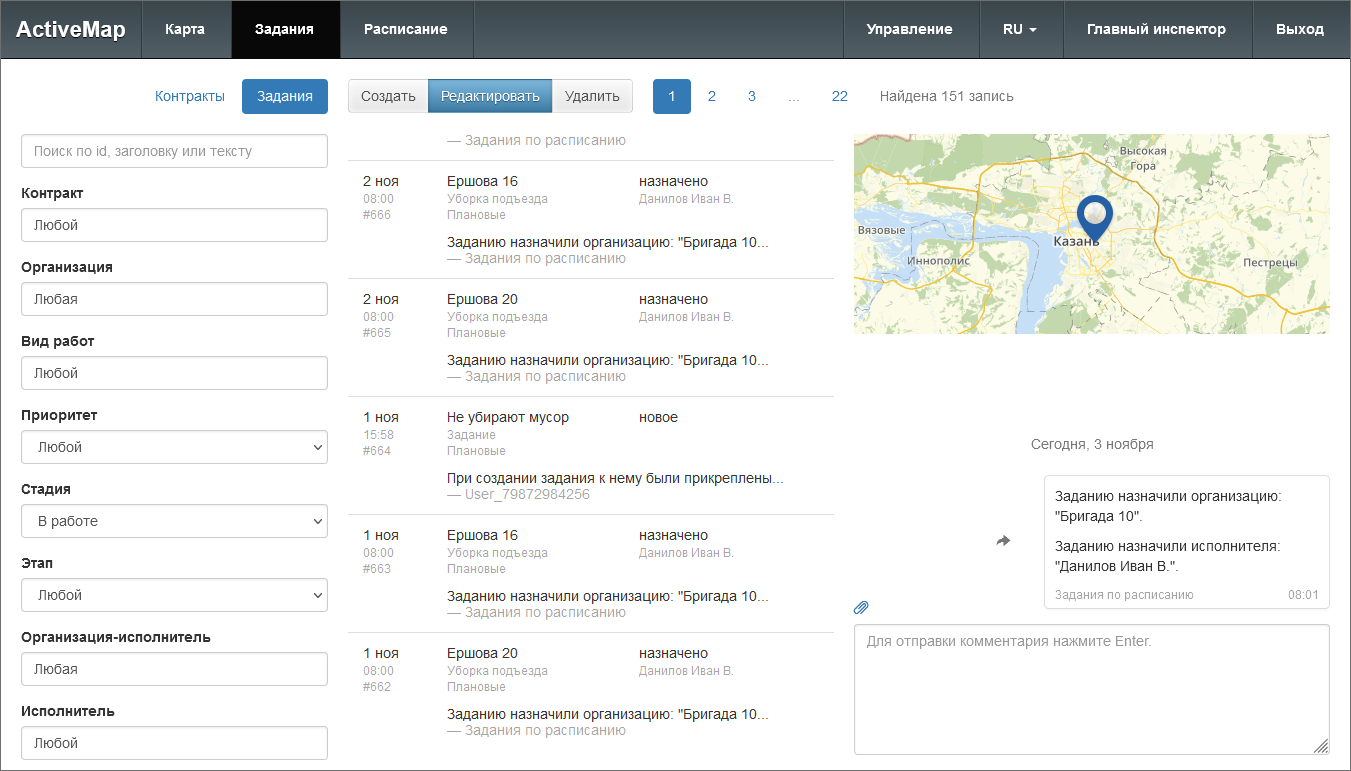 ActiveMap
Карта
Задания
Расписание
Управление
RU
Главный инспектор
Выход
Контракты
Задания
Создать
Редактировать
Удалить
1
2
3
...
22
Найдена 151 запись
Поиск по id, заголовку или тексту
Контракт
Любой
Организация
Любая
Вид работ
Любой
Приоритет
Любой
Стадия
В работе
Этап
Любой
Организация-исполнитель
Любая
Исполнитель
Любой
— Задания по расписанию
2 ноя
Ершова 16
назначено
08:00
Уборка подъезда
Данилов Иван В.
#666
Плановые
Заданию назначили организацию: "Бригада 10...
— Задания по расписанию
2 ноя
Ершова 20
назначено
08:00
Уборка подъезда
Данилов Иван В.
#665
Плановые
Заданию назначили организацию: "Бригада 10...
— Задания по расписанию
1 ноя
Не убирают мусор
новое
15:58
Задание
#664
Плановые
При создании задания к нему были прикреплены...
— User_79872984256
1 ноя
Ершова 16
назначено
08:00
Уборка подъезда
Данилов Иван В.
#663
Плановые
Заданию назначили организацию: "Бригада 10...
— Задания по расписанию
1 ноя
Ершова 20
назначено
08:00
Уборка подъезда
Данилов Иван В.
#662
Плановые
Заданию назначили организацию: "Бригада 10...
— Задания по расписанию
Высокая
Гора
Вязовые
Казань
Иннополис
Пестрецы
Сегодня, 3 ноября
Заданию назначили организацию:
"Бригада 10".
Заданию назначили исполнителя:
"Данилов Иван В.".
Задания по расписанию
08:01
Для отправки комментария нажмите Enter.